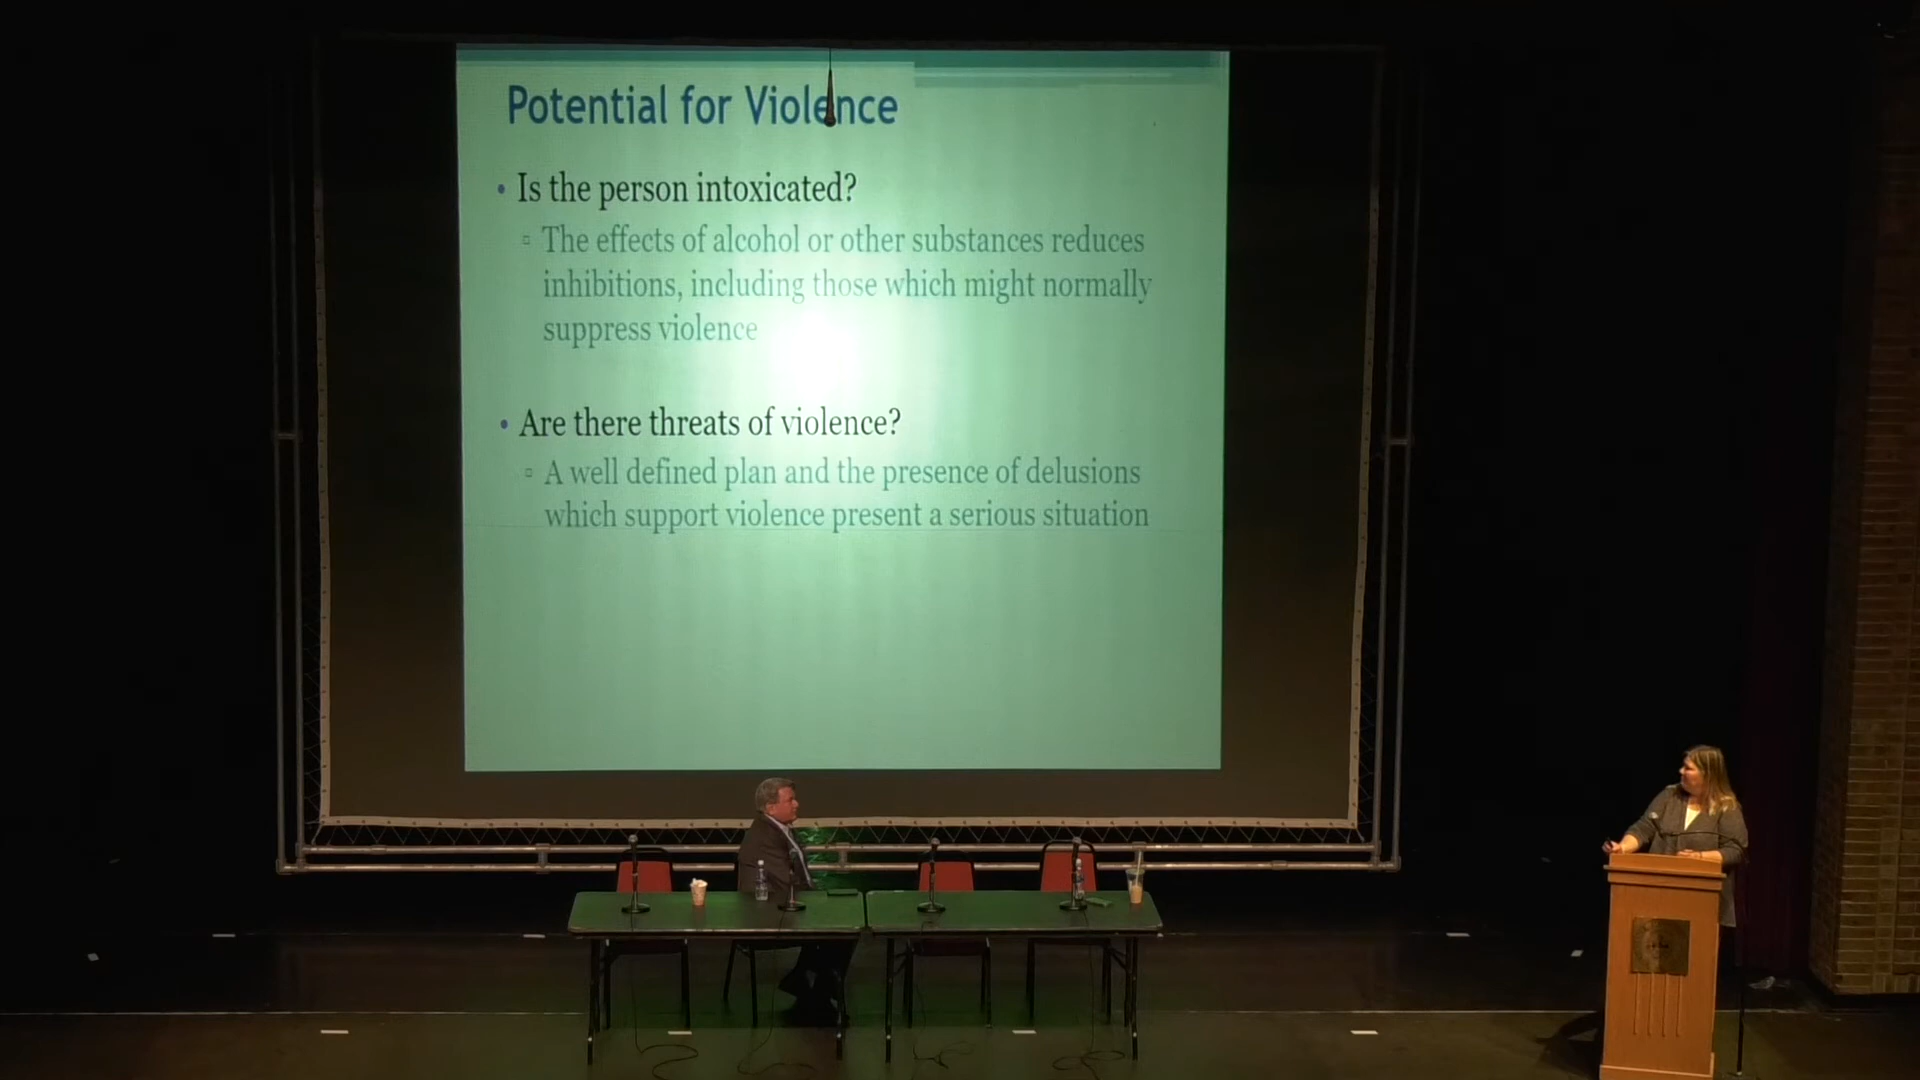 Potential for Violence
• Is the person intoxicated?
▫ The effects of alcohol or other substances reduces
inhibitions, including those which might normally
suppress violence
• Are there threats of violence?
▫ A well defined plan and the presence of delusions
which support violence present a serious situation